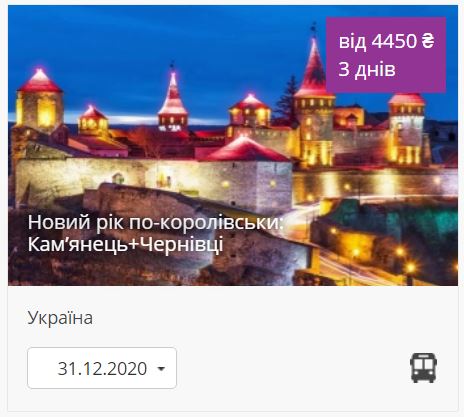 від 4450 ₴
3 днів
Новий рік по-королівськи:
Кам’янець+Чернівці
Україна
31.12.2020